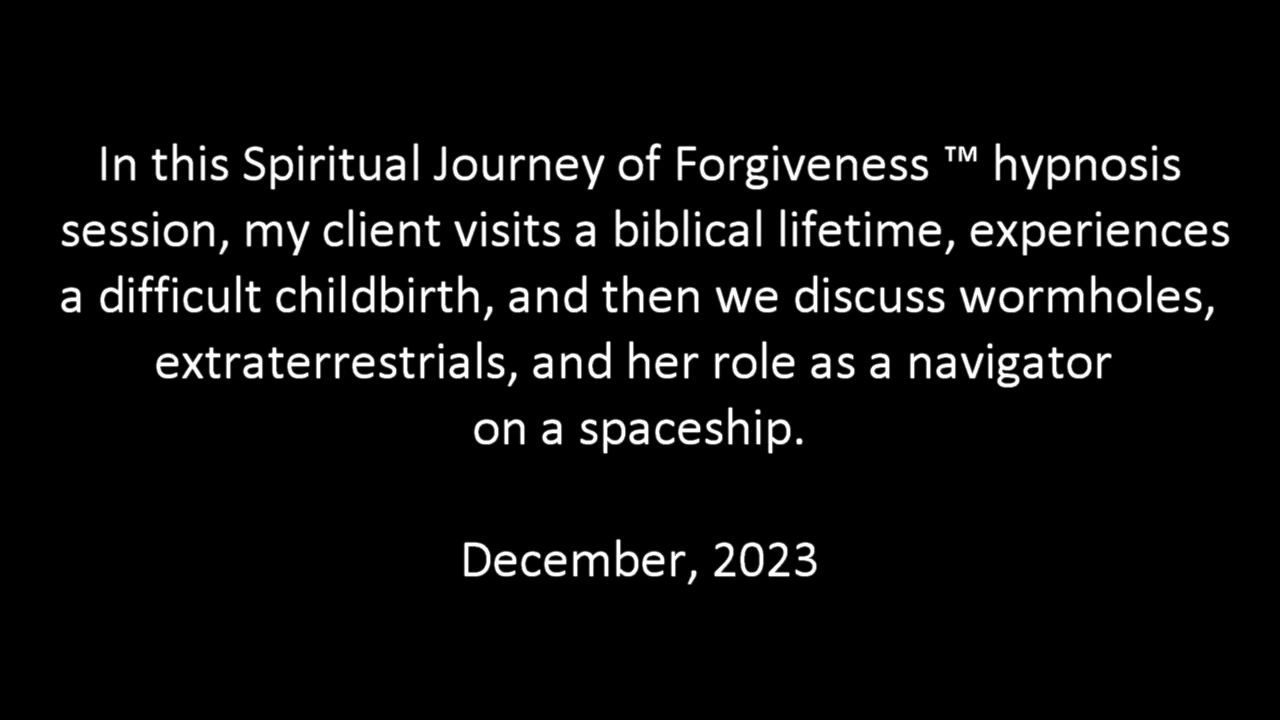 In this Spiritual Journey of Forgiveness ™ hypnosis
session, my client visits a biblical lifetime, experiences
a difficult childbirth, and then we discuss wormholes,
extraterrestrials, and her role as a navigator
on a spaceship.
December, 2023